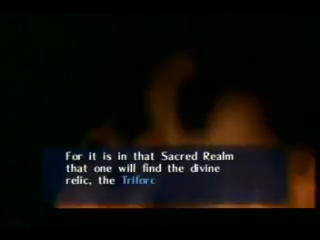 For it is in that Sacred Realm
that one will find the divine
relic, the Triforc